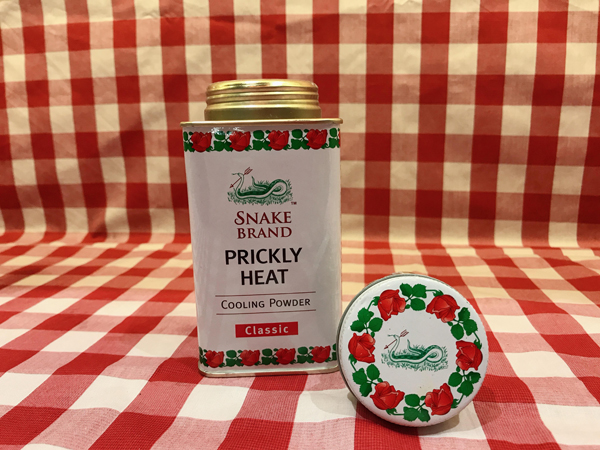 SNAKE
BRAND
PRICKLY
HEAT
COOLING POWDER
Classic